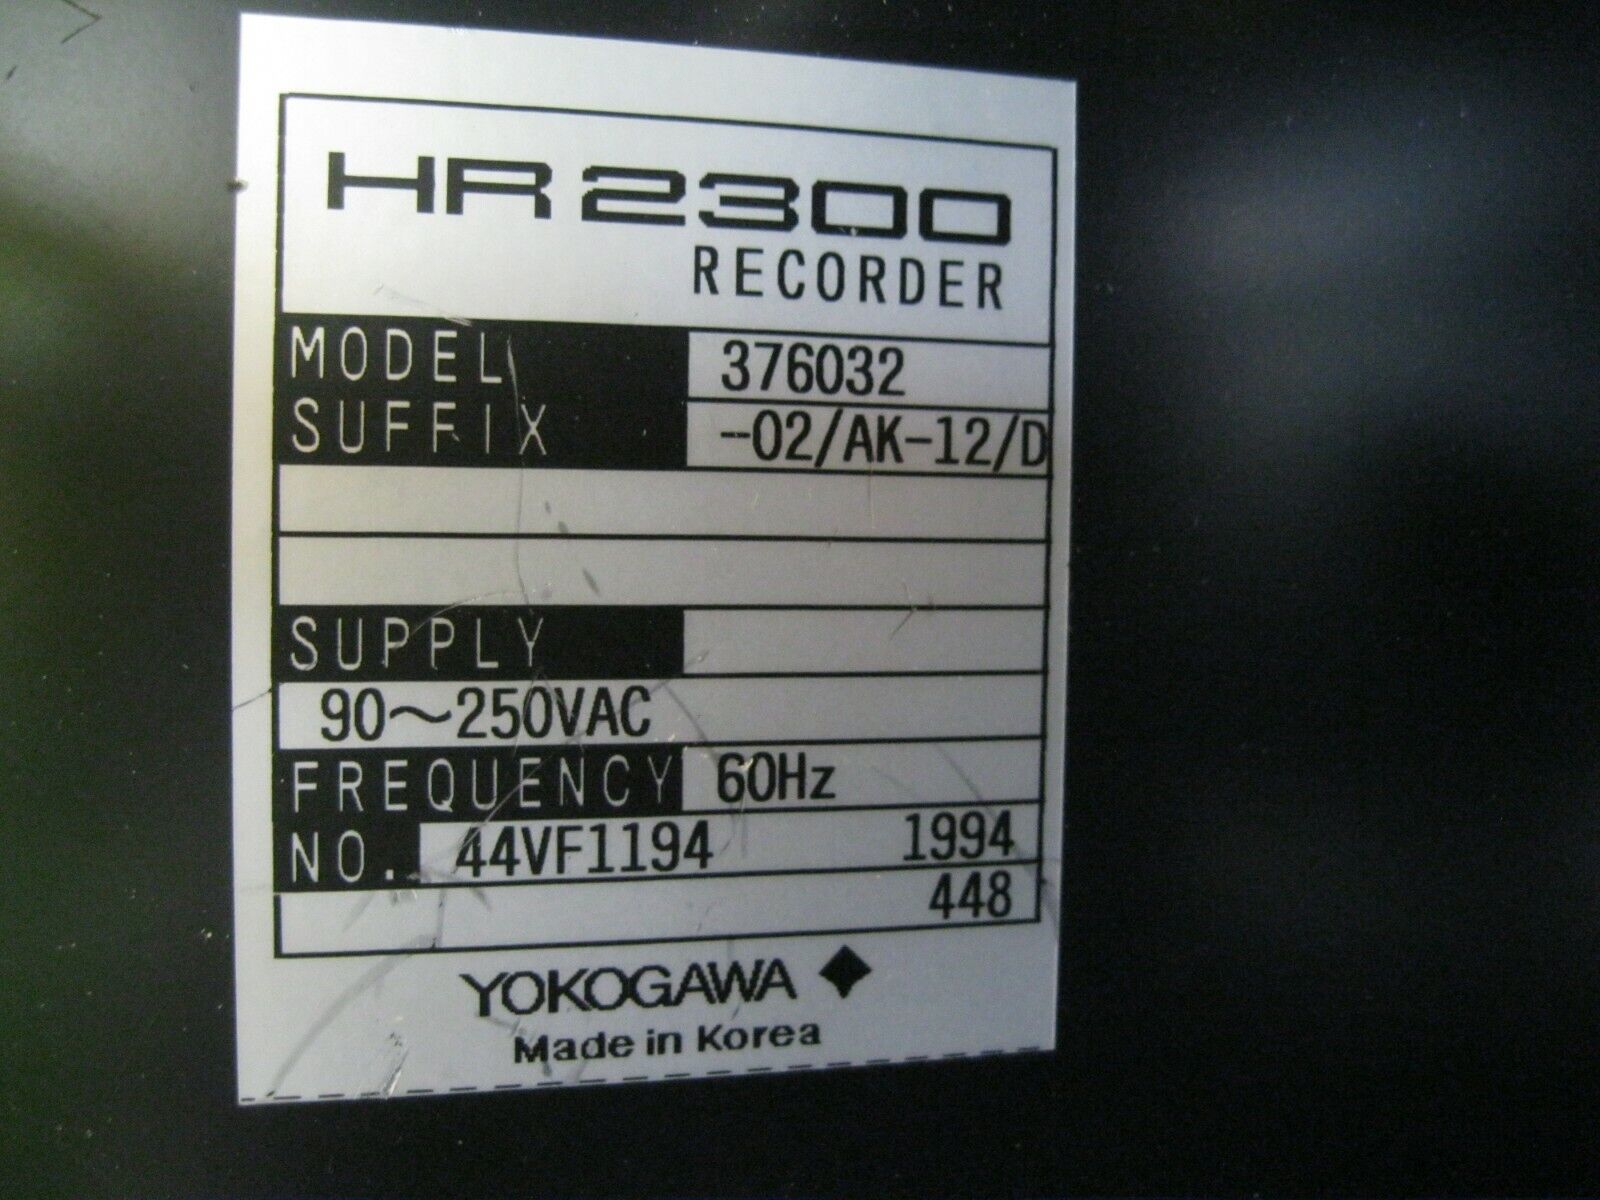 HR2300
RECORDER
MODEL 376032
SUFFIX -02/AK-12/D
SUPPLY
90~250VAC
FREQUENCY 60Hz
NO. 44VF1194 1994
448
YOKOGAWA
Made in Korea